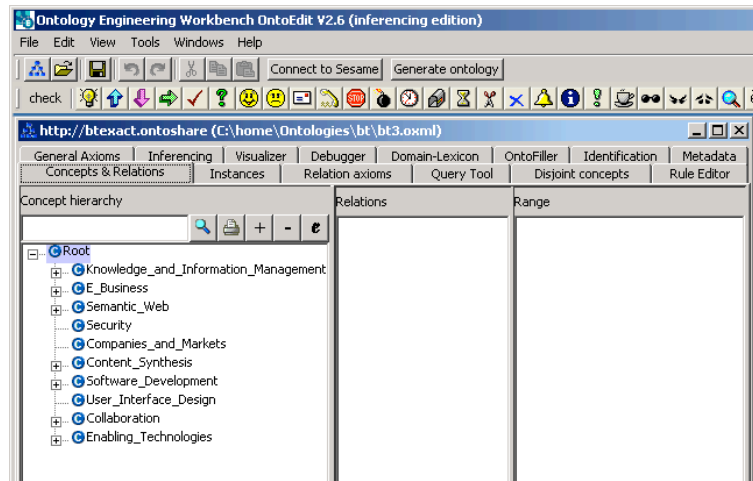 Ontology Engineering Workbench OntoEdit V2.6 (inferencing edition)
File Edit View Tools Windows Help
Connect to Sesame Generate ontology
check STOP
http://btexact.ontoshare (C:\home\Ontologies\bt\bt3.oxml)
General Axioms Inferencing Visualizer Debugger Domain-Lexicon OntoFiller Identification Metadata
Concepts & Relations Instances Relation axioms Query Tool Disjoint concepts Rule Editor
Concept hierarchy Relations Range
+ - e
Root
Knowledge_and_Information_Management
E_Business
Semantic_Web
Security
Companies_and_Markets
Content_Synthesis
Software_Development
User_Interface_Design
Collaboration
Enabling_Technologies